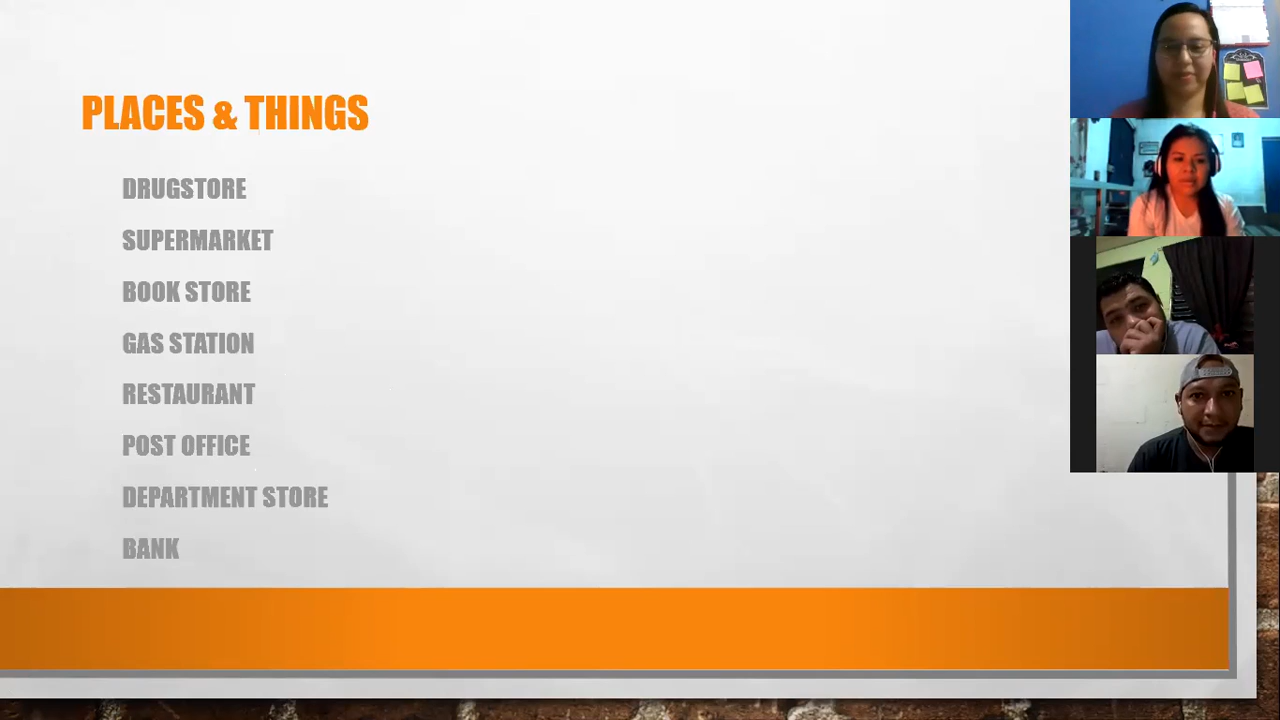 PLACES & THINGS
DRUGSTORE
SUPERMARKET
BOOK STORE
GAS STATION
RESTAURANT
POST OFFICE
DEPARTMENT STORE
BANK